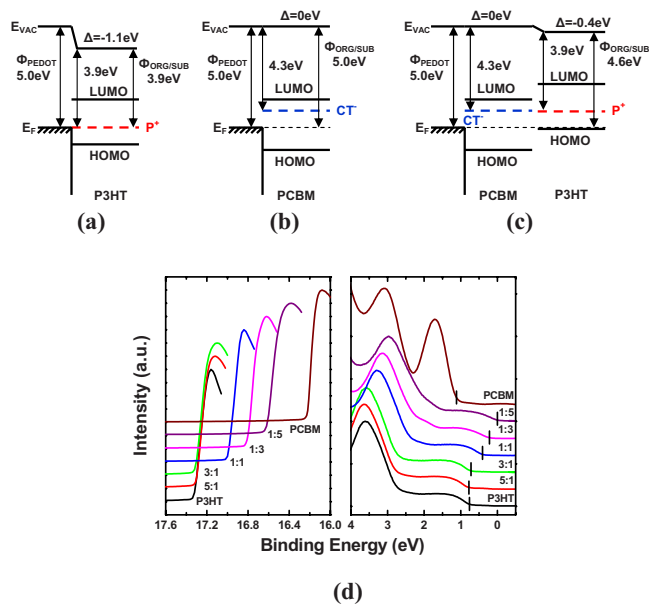 Δ=-1.1eV
E_VAC
Φ_PEDOT
5.0eV
3.9eV
Φ_ORG/SUB
3.9eV
LUMO
E_F
P⁺
HOMO
P3HT
(a)
Δ=0eV
E_VAC
Φ_PEDOT
5.0eV
4.3eV
Φ_ORG/SUB
5.0eV
LUMO
CT⁻
E_F
HOMO
PCBM
(b)
Δ=0eV
Δ=-0.4eV
E_VAC
Φ_PEDOT
5.0eV
4.3eV
3.9eV
Φ_ORG/SUB
4.6eV
LUMO
LUMO
P⁺
E_F
CT⁻
HOMO
HOMO
PCBM
P3HT
(c)
Intensity (a.u.)
PCBM
1:5
1:3
1:1
3:1
5:1
P3HT
17.6
17.2
16.8
16.4
16.0
PCBM
1:5
1:3
1:1
3:1
5:1
P3HT
4
3
2
1
0
Binding Energy (eV)
(d)